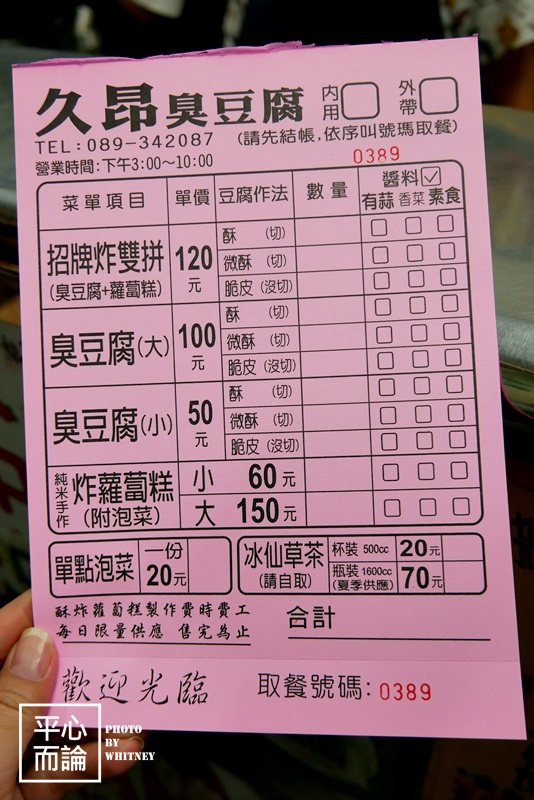 久昂臭豆腐 內用 外帶
TEL:089-342087 (請先結帳,依序叫號碼取餐)
營業時間:下午3:00~10:00 0389
菜單項目 單價 豆腐作法 數量 醬料
有蒜 香菜 素食
招牌炸雙拼 (臭豆腐+蘿蔔糕) 120元
酥 (切)
微酥 (切)
脆皮 (沒切)
臭豆腐(大) 100元
酥 (切)
微酥 (切)
脆皮 (沒切)
臭豆腐(小) 50元
酥 (切)
微酥 (切)
脆皮 (沒切)
純米手作 炸蘿蔔糕 (附泡菜)
小 60元
大 150元
單點泡菜 一份 20元
冰仙草茶 (請自取)
杯裝 500cc 20元
瓶裝 1600cc (夏季供應) 70元
酥炸蘿蔔糕製作費時費工
每日限量供應 售完為止
合計
歡迎光臨 取餐號碼: 0389
平心而論
PHOTO
BY
WHITNEY